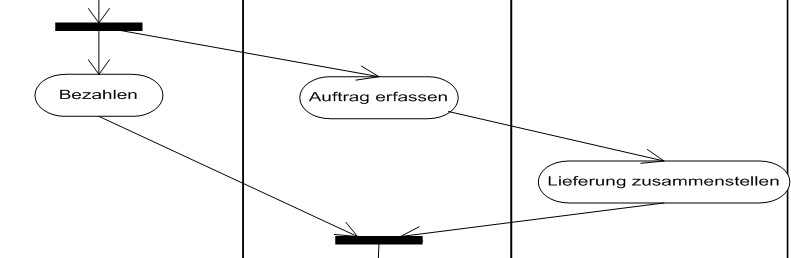 Bezahlen
Auftrag erfassen
Lieferung zusammenstellen